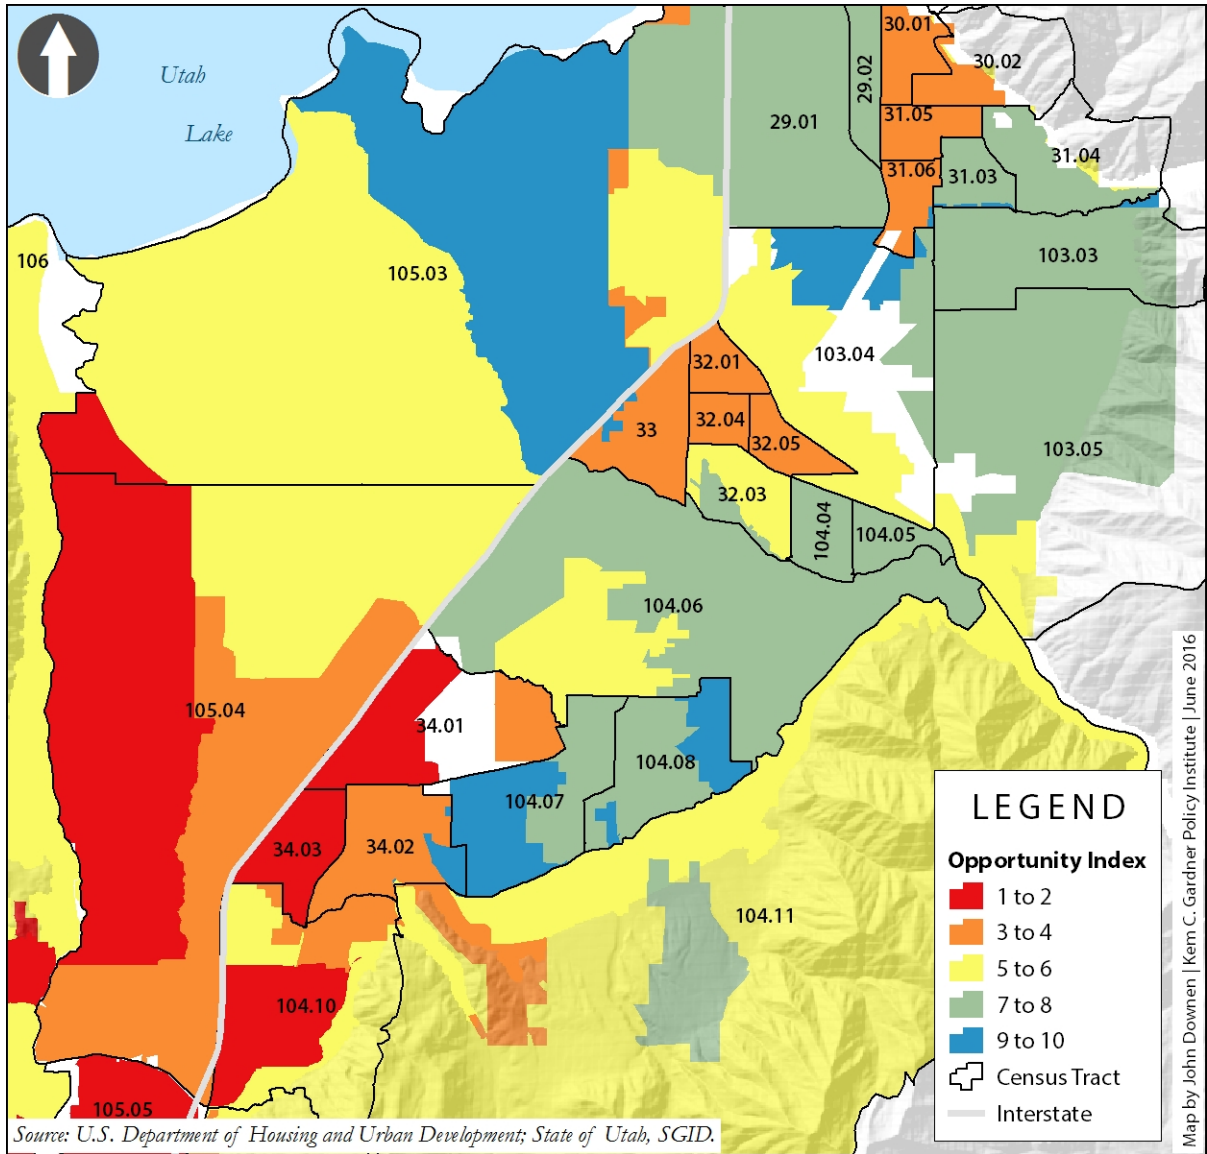 Utah
Lake
30.01
30.02
29.02
29.01
31.05
31.04
31.06
31.03
106
105.03
103.03
103.04
32.01
33
32.04
32.05
103.05
32.03
104.04
104.05
104.06
105.04
34.01
104.08
104.07
34.03
34.02
104.11
104.10
105.05
LEGEND
Opportunity Index
1 to 2
3 to 4
5 to 6
7 to 8
9 to 10
Census Tract
Interstate
Source: U.S. Department of Housing and Urban Development; State of Utah, SGID.
Map by John Downen | Kem C. Gardner Policy Institute | June 2016